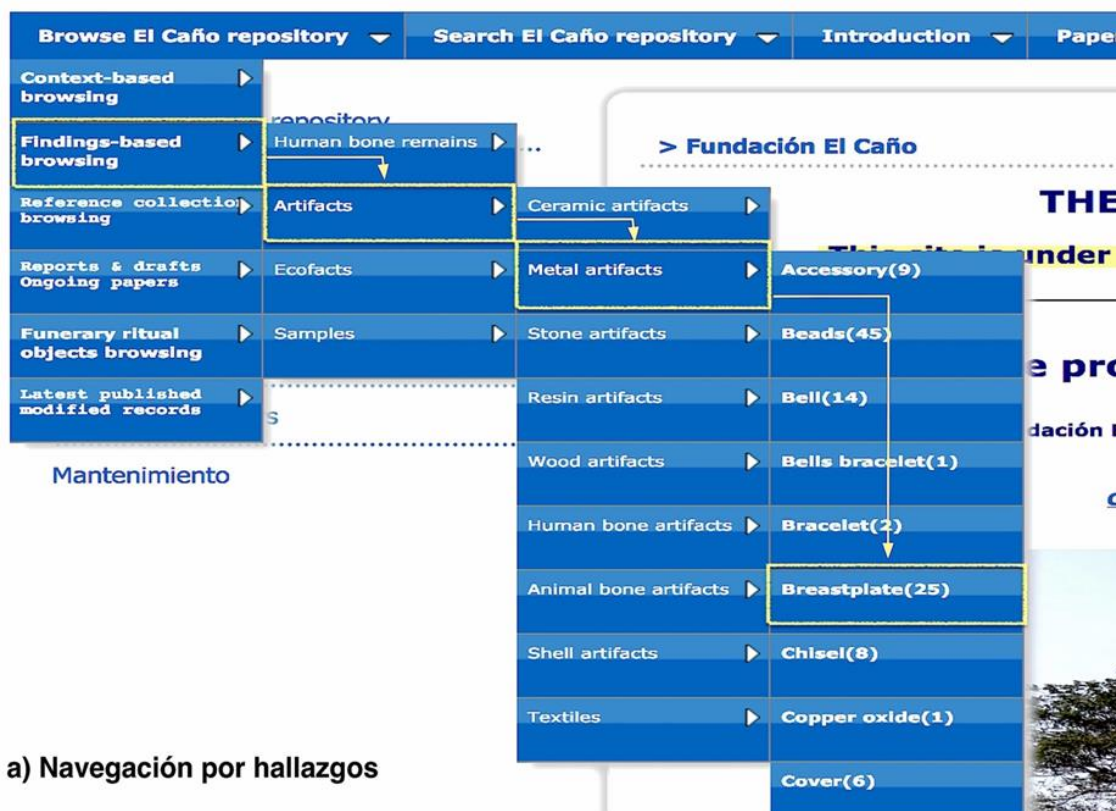 Browse El Caño repository
Search El Caño repository
Introduction
Context-based
browsing
Findings-based
browsing
Reference collection
browsing
Reports & drafts
Ongoing papers
Funerary ritual
objects browsing
Latest published
modified records
repository
Human bone remains
...
Artifacts
Ecofacts
Samples
Ceramic artifacts
Metal artifacts
Stone artifacts
Resin artifacts
Wood artifacts
Human bone artifacts
Animal bone artifacts
Shell artifacts
Textiles
Accessory(9)
Beads(45)
Bell(14)
Bells bracelet(1)
Bracelet(2)
Breastplate(25)
Chisel(8)
Copper oxide(1)
Cover(6)
> Fundación El Caño
THE
This site is under
Mantenimiento
a) Navegación por hallazgos